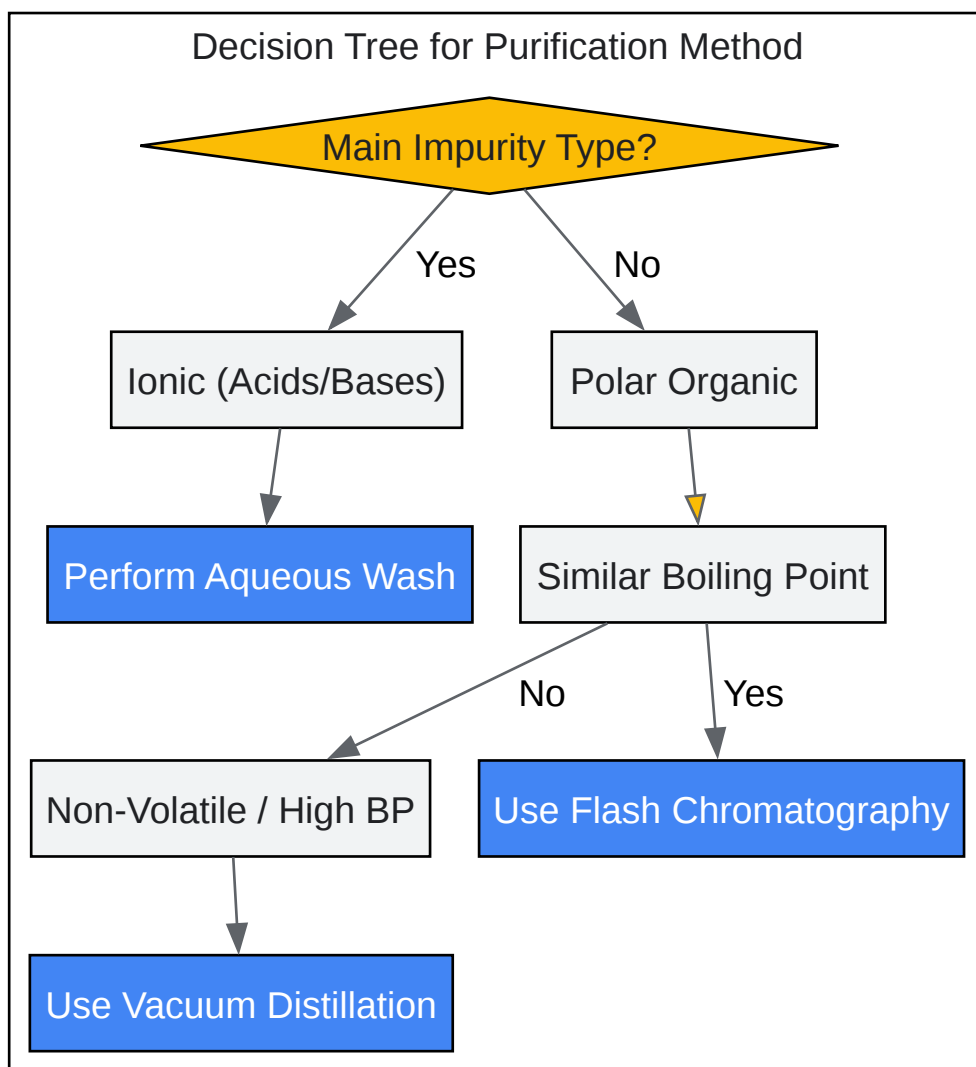 Decision Tree for Purification Method
Main Impurity Type?
Yes
No
Ionic (Acids/Bases)
Polar Organic
Perform Aqueous Wash
Similar Boiling Point
No
Yes
Non-Volatile / High BP
Use Flash Chromatography
Use Vacuum Distillation